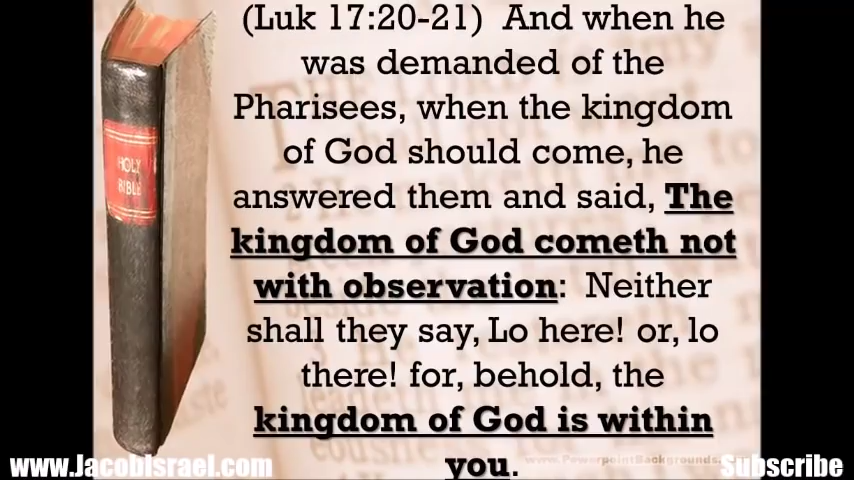 (Luk 17:20-21)  And when he
was demanded of the
Pharisees, when the kingdom
of God should come, he
answered them and said, The
kingdom of God cometh not
with observation:  Neither
shall they say, Lo here! or, lo
there! for, behold, the
kingdom of God is within
you.
HOLY
BIBLE
www.JacobIsrael.com
Subscribe